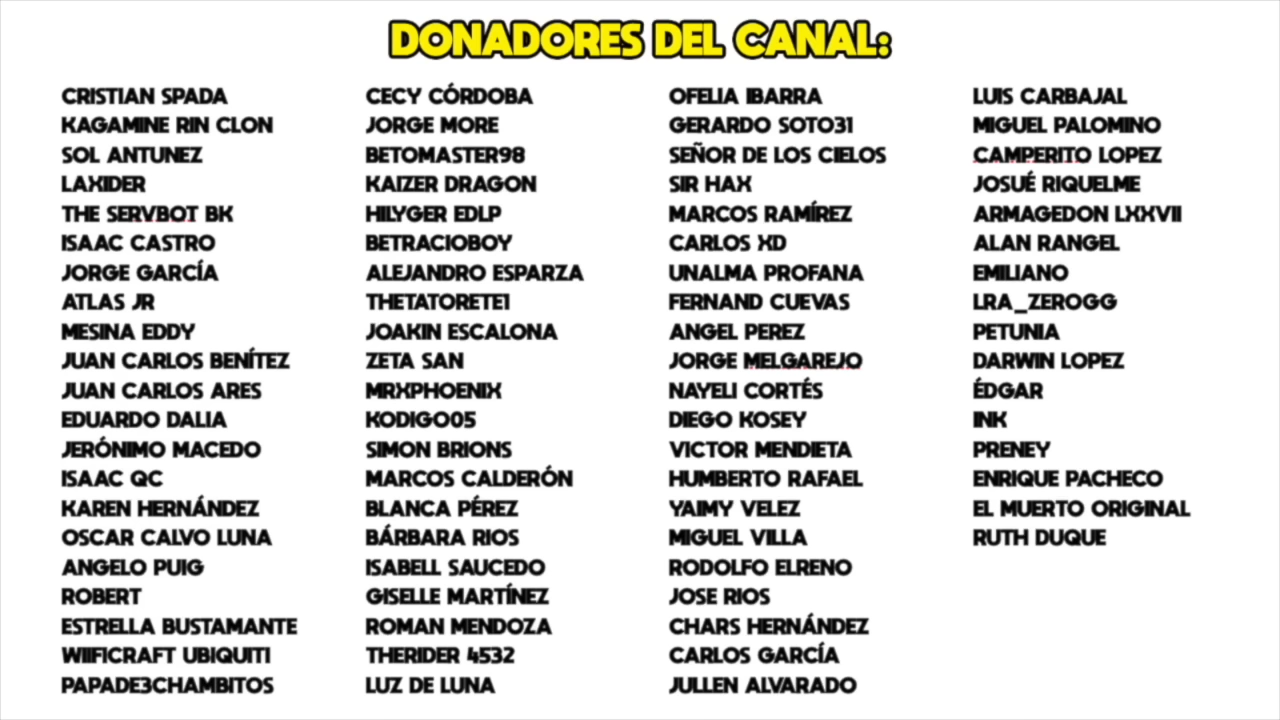 DONADORES DEL CANAL:
CRISTIAN SPADA
KAGAMINE RIN CLON
SOL ANTUNEZ
LAXIDER
THE SERVBOT BK
ISAAC CASTRO
JORGE GARCÍA
ATLAS JR
MESINA EDDY
JUAN CARLOS BENÍTEZ
JUAN CARLOS ARES
EDUARDO DALIA
JERÓNIMO MACEDO
ISAAC QC
KAREN HERNÁNDEZ
OSCAR CALVO LUNA
ANGELO PUIG
ROBERT
ESTRELLA BUSTAMANTE
WIIFICRAFT UBIQUITI
PAPADE3CHAMBITOS
CECY CÓRDOBA
JORGE MORE
BETOMASTER98
KAIZER DRAGON
HILYGER EDLP
BETRACIOBOY
ALEJANDRO ESPARZA
THETATORETE1
JOAKIN ESCALONA
ZETA SAN
MRXPHOENIX
KODIGO05
SIMON BRIONS
MARCOS CALDERÓN
BLANCA PÉREZ
BÁRBARA RIOS
ISABELL SAUCEDO
GISELLE MARTÍNEZ
ROMAN MENDOZA
THERIDER 4532
LUZ DE LUNA
OFELIA IBARRA
GERARDO SOTO31
SEÑOR DE LOS CIELOS
SIR HAX
MARCOS RAMÍREZ
CARLOS XD
UNALMA PROFANA
FERNAND CUEVAS
ANGEL PEREZ
JORGE MELGAREJO
NAYELI CORTÉS
DIEGO KOSEY
VICTOR MENDIETA
HUMBERTO RAFAEL
YAIMY VELEZ
MIGUEL VILLA
RODOLFO ELRENO
JOSE RIOS
CHARS HERNÁNDEZ
CARLOS GARCÍA
JULLEN ALVARADO
LUIS CARBAJAL
MIGUEL PALOMINO
CAMPERITO LOPEZ
JOSUÉ RIQUELME
ARMAGEDON LXXVII
ALAN RANGEL
EMILIANO
LRA_ZEROGG
PETUNIA
DARWIN LOPEZ
ÉDGAR
INK
PRENEY
ENRIQUE PACHECO
EL MUERTO ORIGINAL
RUTH DUQUE